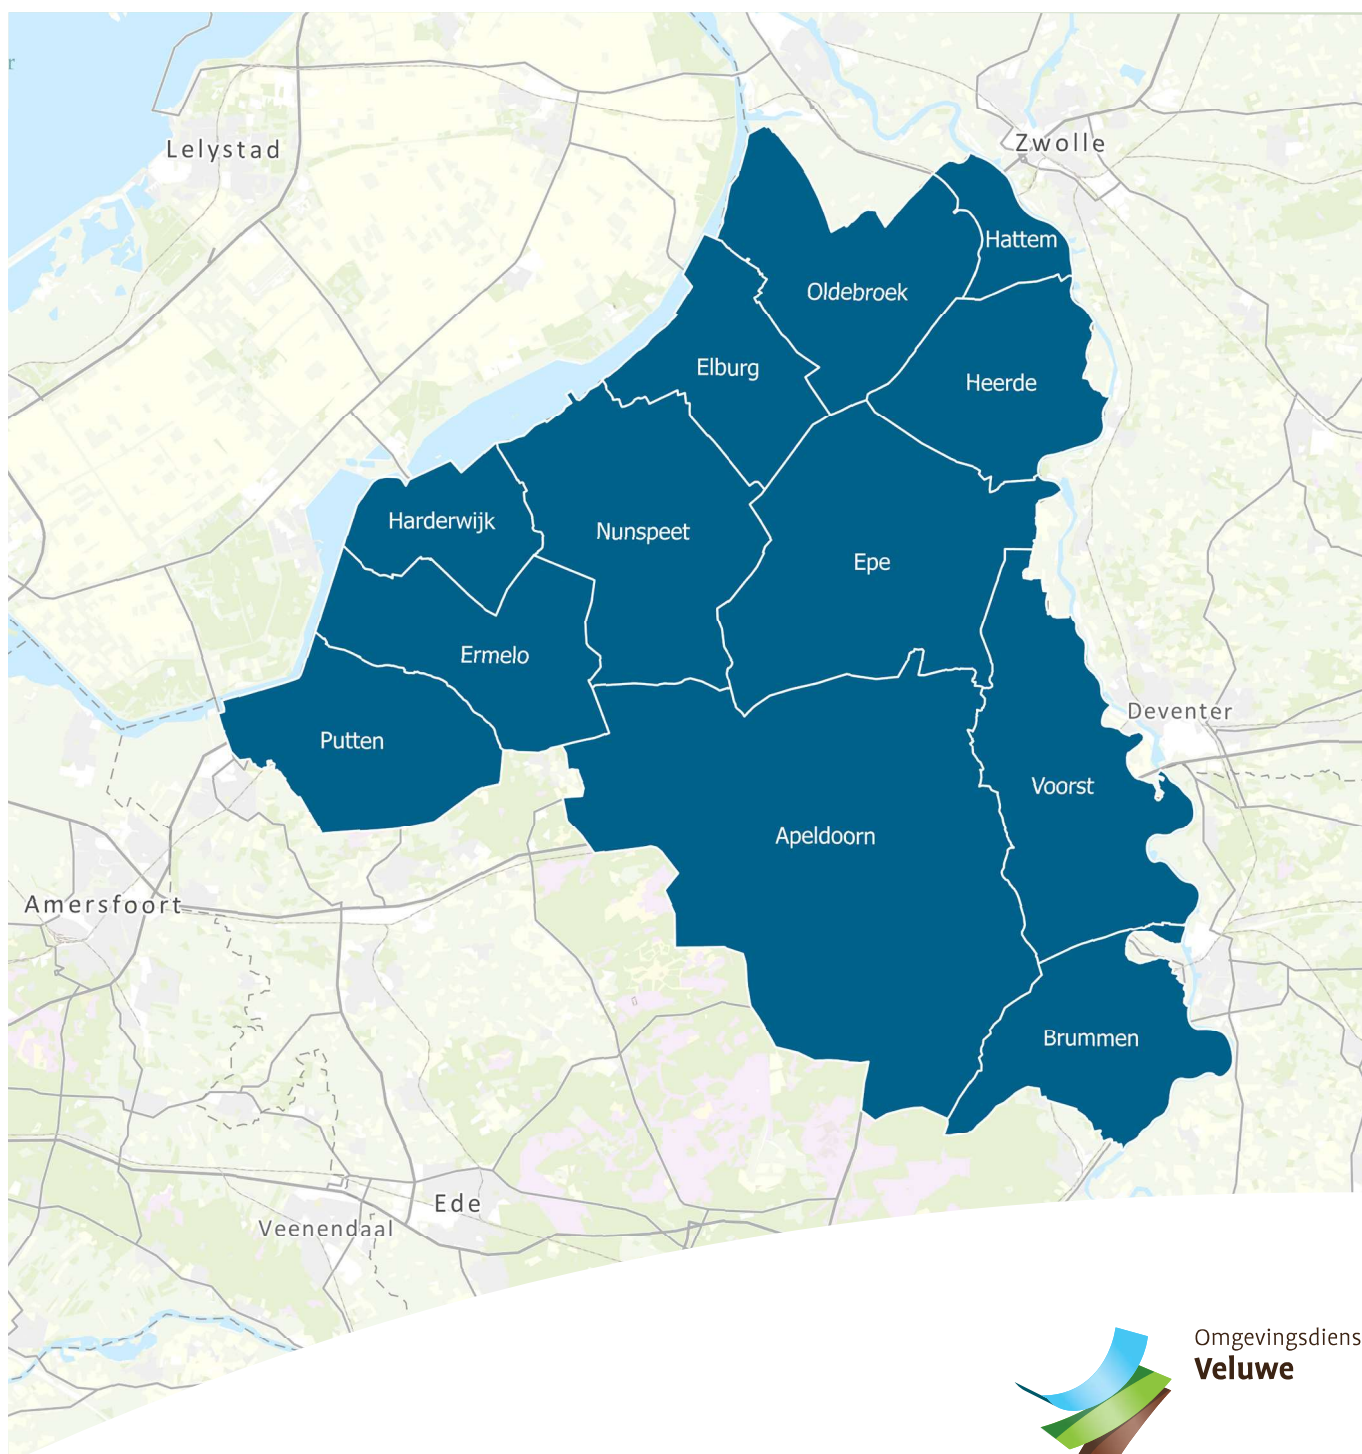 r
Lelystad
Zwolle
Hattem
Oldebroek
Elburg
Heerde
Harderwijk
Nunspeet
Epe
Ermelo
Deventer
Putten
Voorst
Apeldoorn
Amersfoort
Brummen
Ede
Veenendaal
Omgevingsdiens
Veluwe